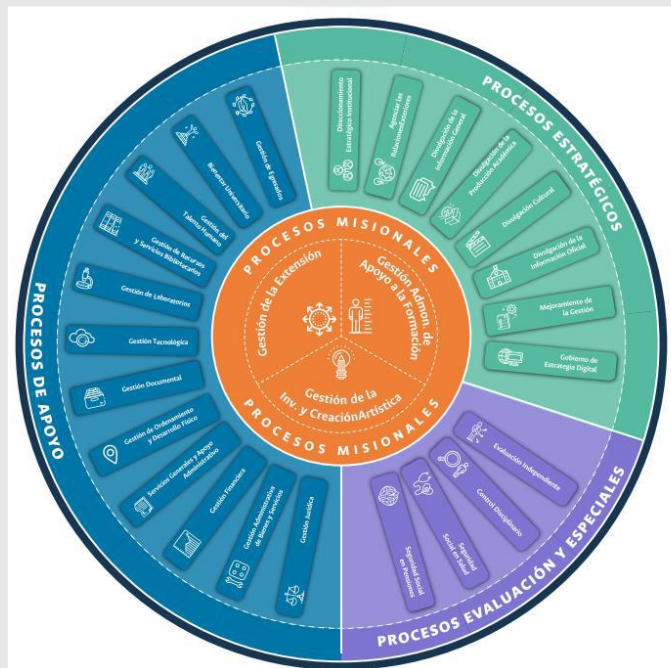 PROCESOS ESTRATÉGICOS
Direccionamiento
Estratégico Institucional
Agenciar las
RelacionesExteriores
Divulgación de la
Información General
Divulgación de la
Producción Académica
Divulgación Cultural
Divulgación de la
Información Oficial
Mejoramiento de
la Gestión
Gobierno de
Estrategia Digital
PROCESOS EVALUACIÓN Y ESPECIALES
Evaluación Independiente
Control Disciplinario
Seguridad
Social en Salud
Seguridad Social
en Pensiones
PROCESOS DE APOYO
Gestión Jurídica
Gestión Administrativa
de Bienes y Servicios
Gestión Financiera
Servicios Generales y Apoyo
Administrativo
Gestión de Ordenamiento
y Desarrollo Físico
Gestión Documental
Gestión Tecnológica
Gestión de Laboratorios
Gestión de Recursos
y Servicios Bibliotecarios
Gestión del
Talento Humano
Bienestar Universitario
Gestión de Egresados
PROCESOS MISIONALES
Gestión de la Extensión
Gestión Admon. de
Apoyo a la Formación
Gestión de la
Inv. y CreaciónArtística
PROCESOS MISIONALES